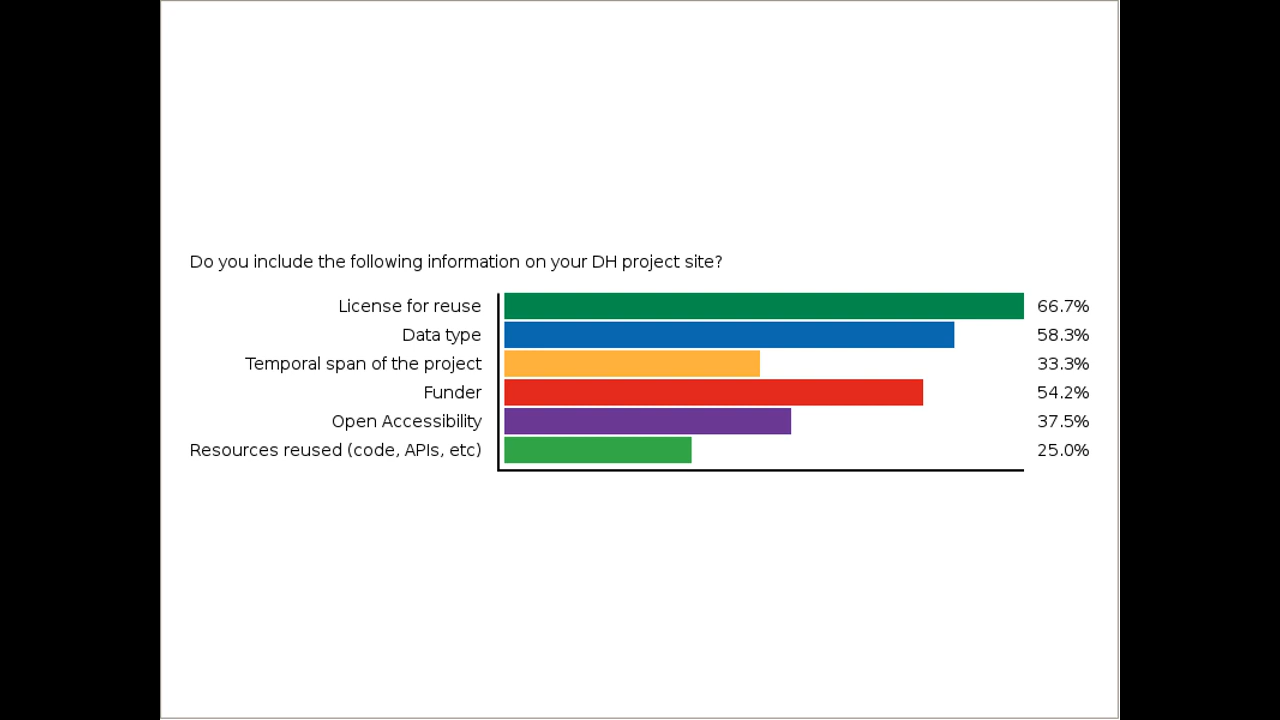 Do you include the following information on your DH project site?
License for reuse 66.7%
Data type 58.3%
Temporal span of the project 33.3%
Funder 54.2%
Open Accessibility 37.5%
Resources reused (code, APIs, etc) 25.0%